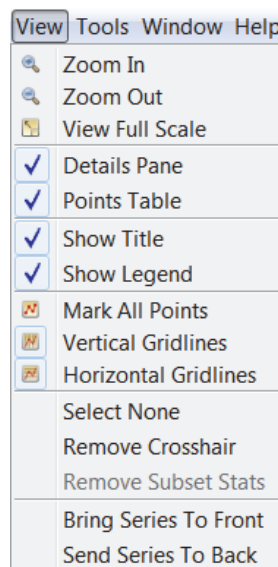 View Tools Window Help
Zoom In
Zoom Out
View Full Scale
Details Pane
Points Table
Show Title
Show Legend
Mark All Points
Vertical Gridlines
Horizontal Gridlines
Select None
Remove Crosshair
Remove Subset Stats
Bring Series To Front
Send Series To Back